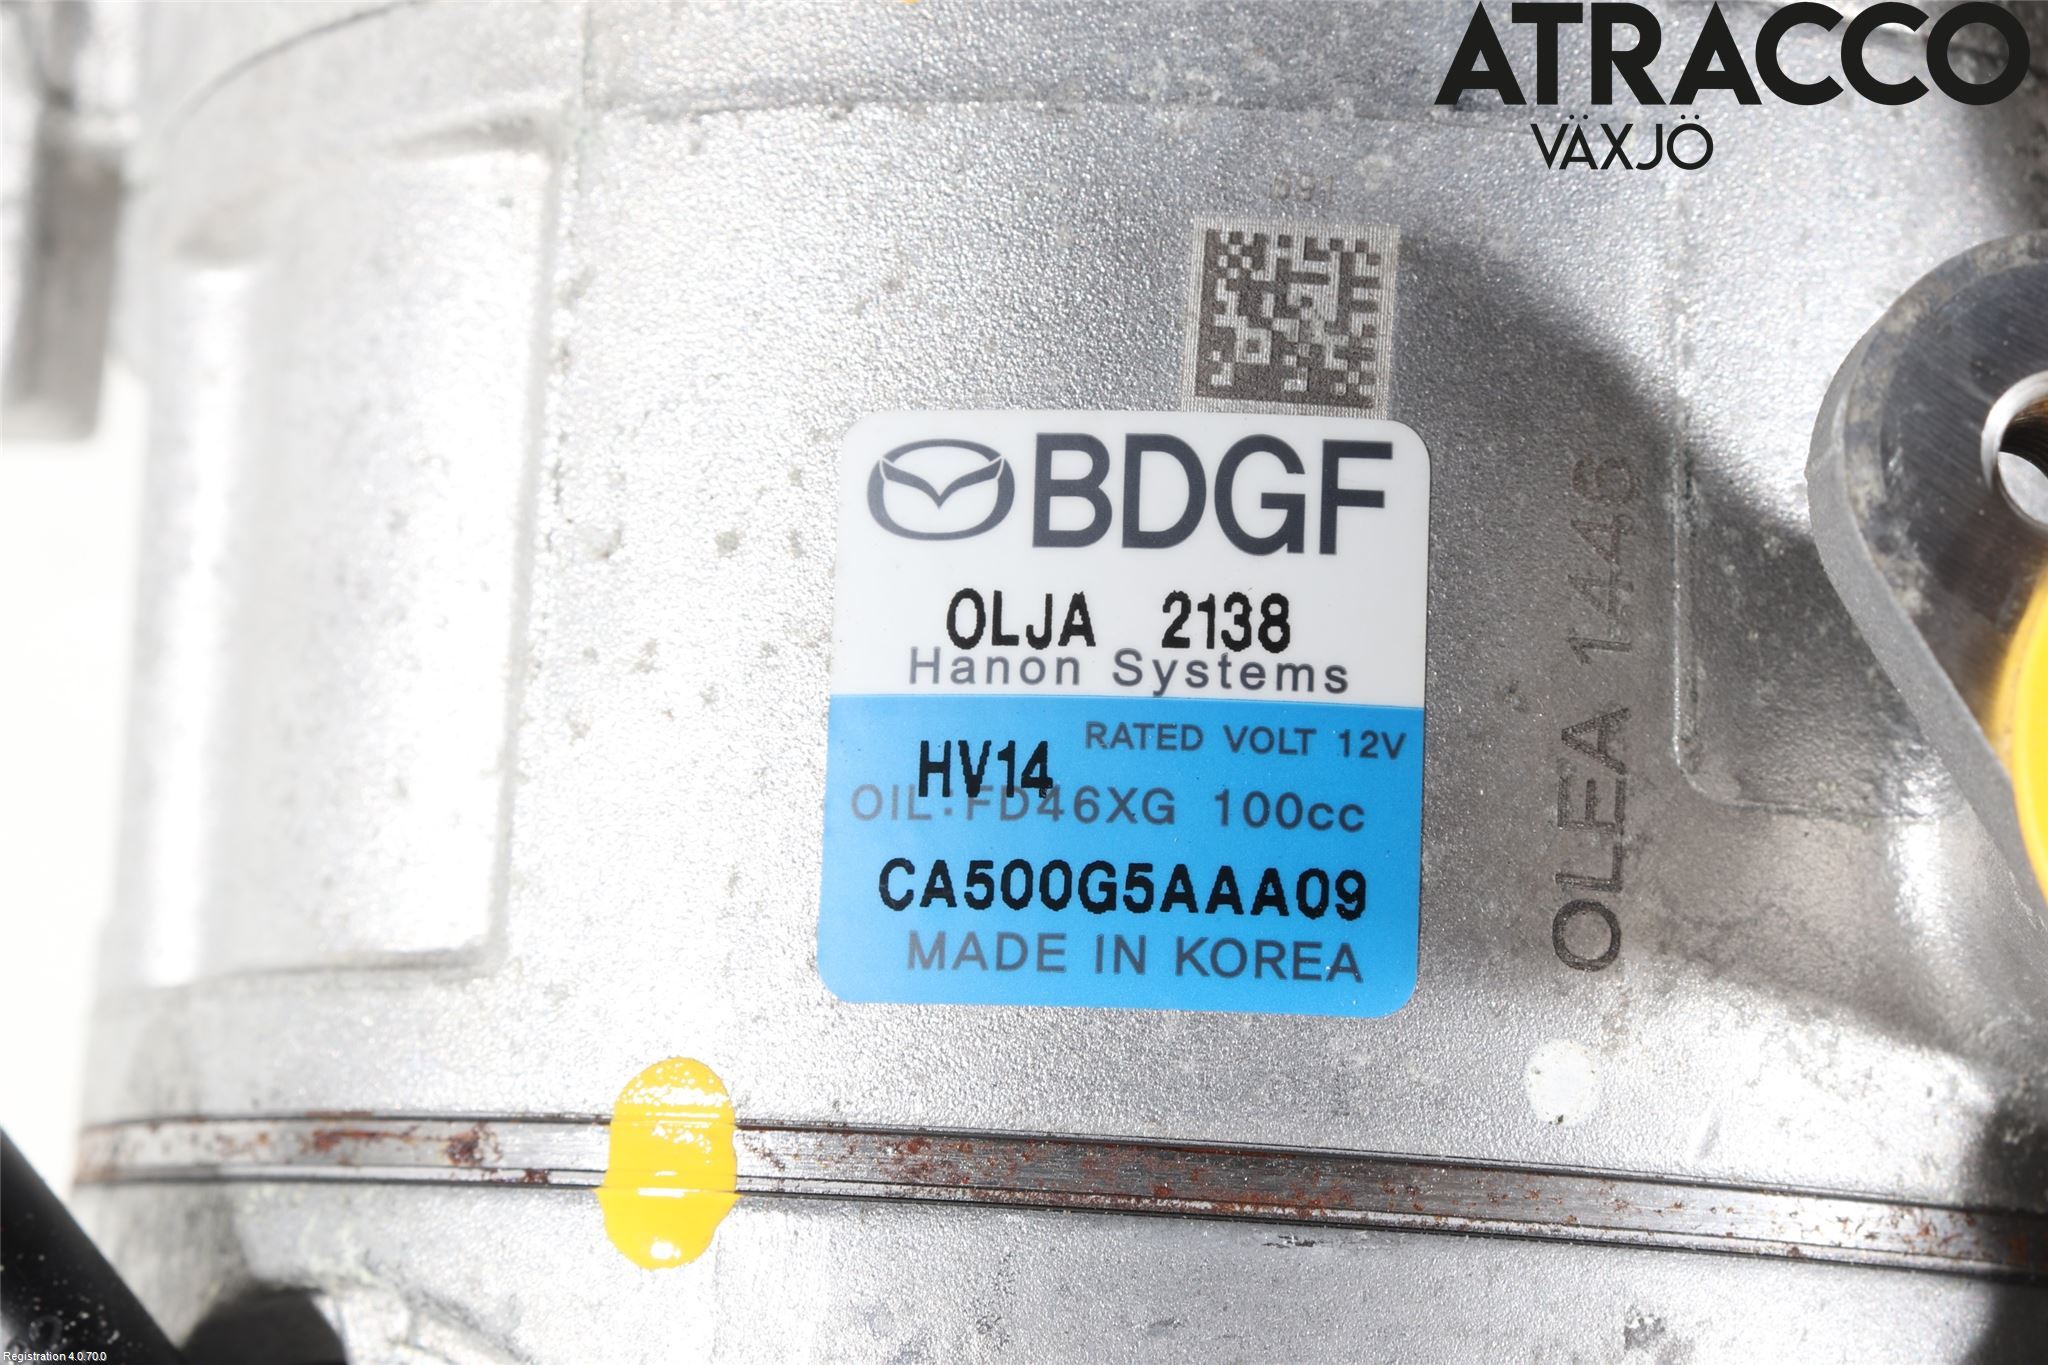 ATRACCO
VÄXJÖ
691
BDGF
OLJA 2138
Hanon Systems
RATED VOLT 12V
HV14
OIL:FD46XG 100cc
CA500G5AAA09
MADE IN KOREA
OLEA 1446
Registration 4.0.70.0